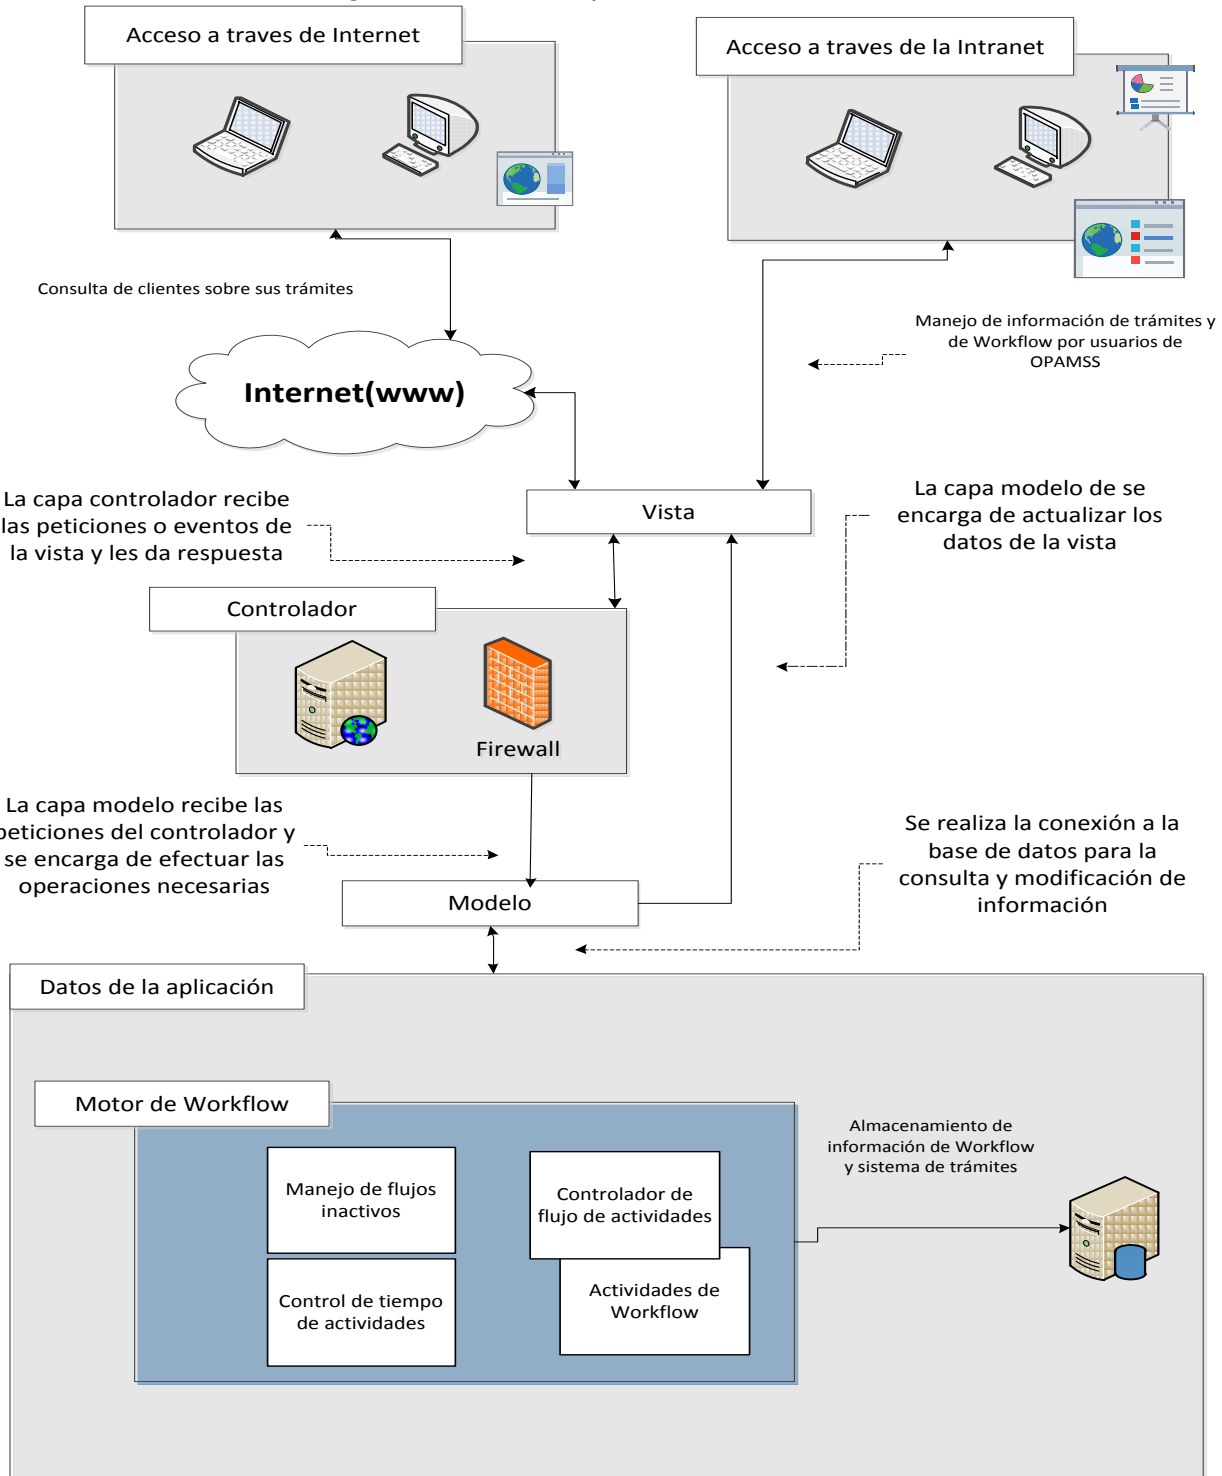 Acceso a traves de Internet
Acceso a traves de la Intranet
Consulta de clientes sobre sus trámites
Manejo de información de trámites y
de Workflow por usuarios de
OPAMSS
Internet(www)
La capa controlador recibe
las peticiones o eventos de
la vista y les da respuesta
Vista
La capa modelo de se
encarga de actualizar los
datos de la vista
Controlador
Firewall
La capa modelo recibe las
peticiones del controlador y
se encarga de efectuar las
operaciones necesarias
Se realiza la conexión a la
base de datos para la
consulta y modificación de
información
Modelo
Datos de la aplicación
Motor de Workflow
Manejo de flujos
inactivos
Controlador de
flujo de actividades
Control de tiempo
de actividades
Actividades de
Workflow
Almacenamiento de
información de Workflow
y sistema de trámites